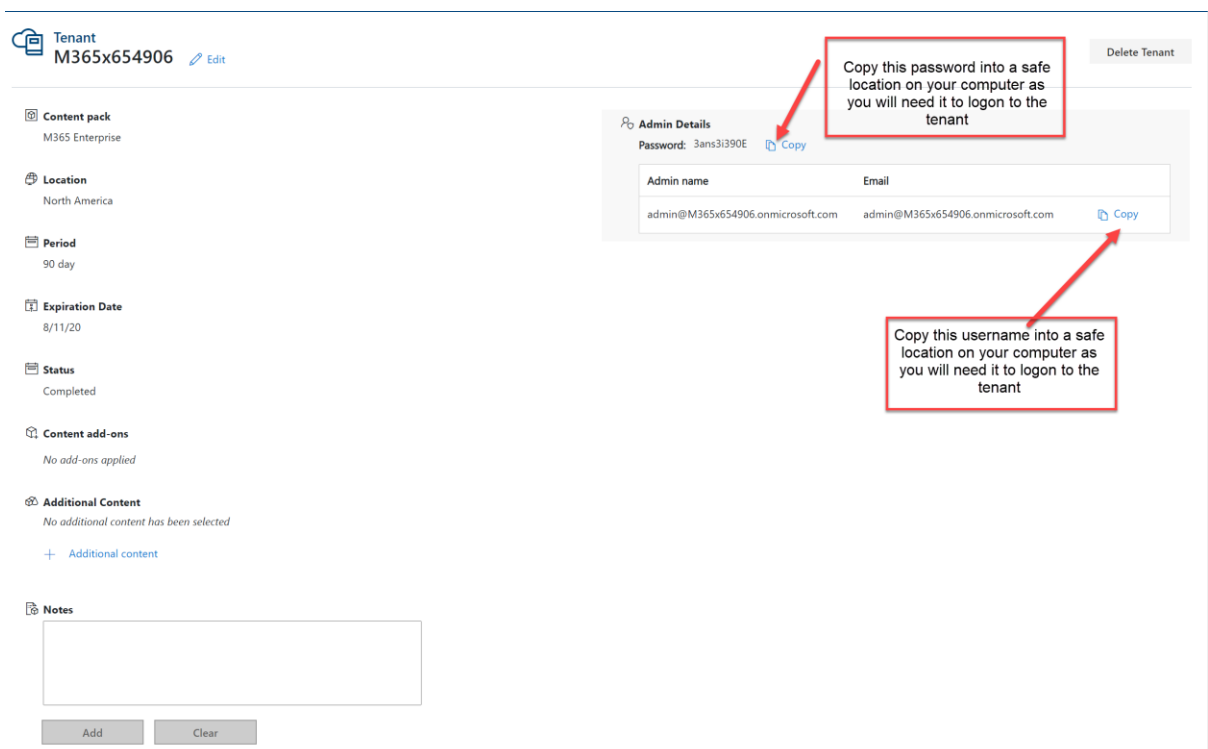 Tenant
M365x654906 Edit
Delete Tenant
Copy this password into a safe
location on your computer as
you will need it to logon to the
tenant
Content pack
M365 Enterprise
Location
North America
Period
90 day
Expiration Date
8/11/20
Status
Completed
Content add-ons
No add-ons applied
Additional Content
No additional content has been selected
+ Additional content
Notes
Add Clear
Admin Details
Password: 3ans3i390E Copy
Admin name Email
admin@M365x654906.onmicrosoft.com admin@M365x654906.onmicrosoft.com Copy
Copy this username into a safe
location on your computer as
you will need it to logon to the
tenant